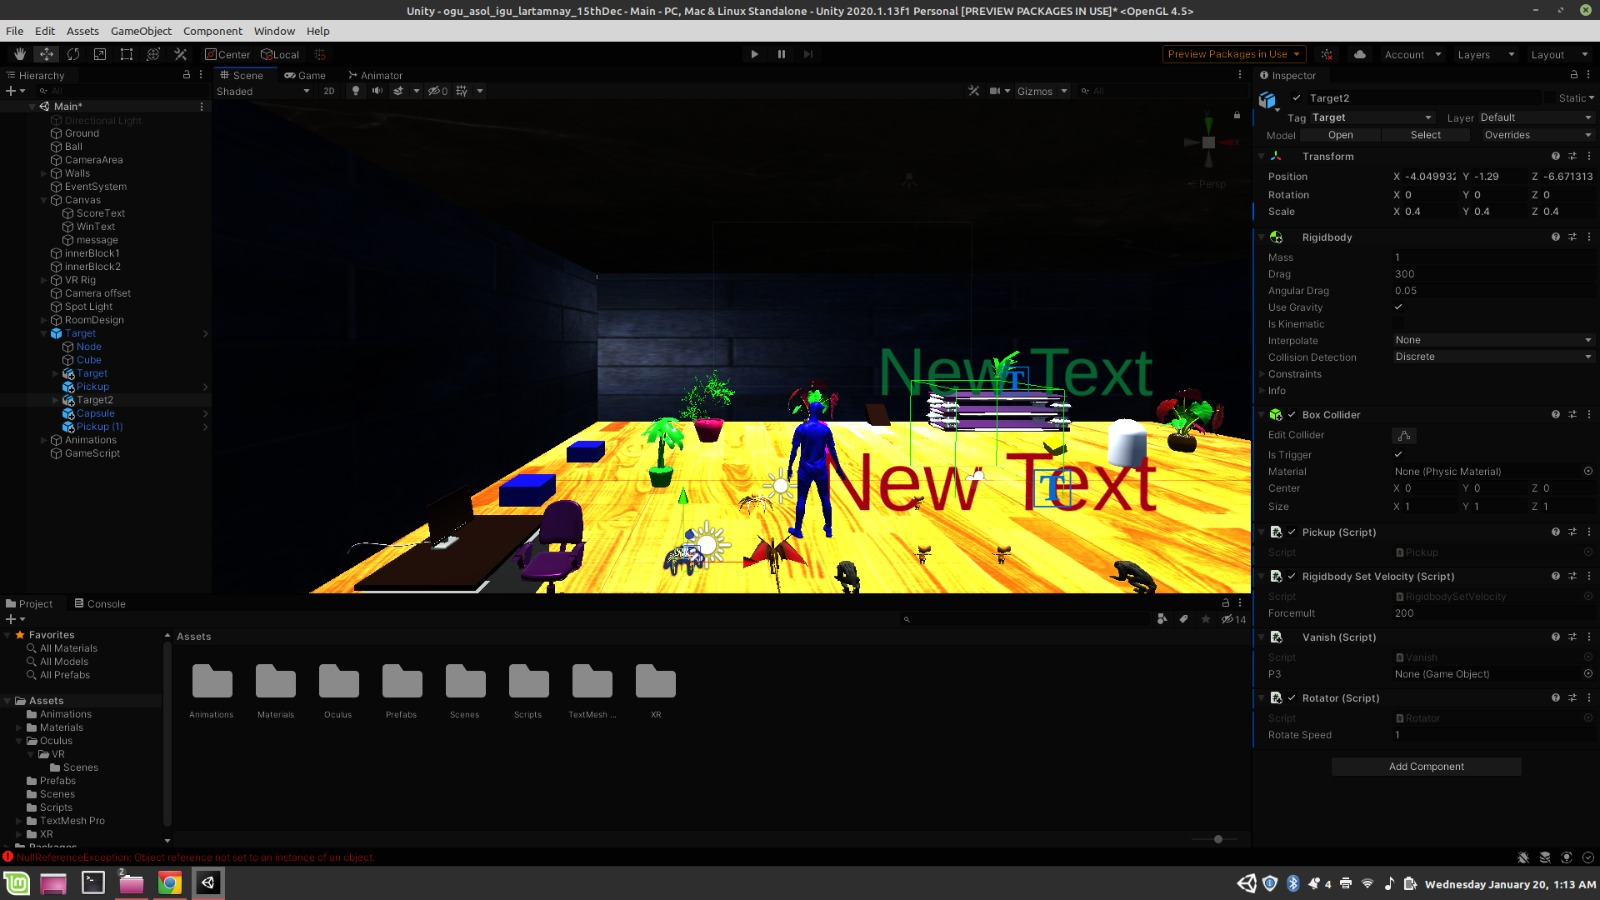 Unity - ogu_asol_igu_lartamnay_15thDec - Main - PC, Mac & Linux Standalone - Unity 2020.1.13f1 Personal [PREVIEW PACKAGES IN USE]* <OpenGL 4.5>
File Edit Assets GameObject Component Window Help
Center Local Preview Packages in Use Account Layers Layout
Hierarchy
All
Main*
Directional Light
Ground
Ball
CameraArea
Walls
EventSystem
Canvas
ScoreText
WinText
message
innerBlock1
innerBlock2
VR Rig
Camera offset
Spot Light
RoomDesign
Target
Node
Cube
Target
Pickup
Target2
Capsule
Pickup (1)
Animations
GameScript
Scene Game Animator
Shaded 2D 0 Gizmos All
Persp
New Text
New Text
T
T
Inspector
Target2 Static
Tag Target Layer Default
Model Open Select Overrides
Transform
Position X -4.049932 Y -1.29 Z -6.671313
Rotation X 0 Y 0 Z 0
Scale X 0.4 Y 0.4 Z 0.4
Rigidbody
Mass 1
Drag 300
Angular Drag 0.05
Use Gravity
Is Kinematic
Interpolate None
Collision Detection Discrete
Constraints
Info
Box Collider
Edit Collider
Is Trigger
Material None (Physic Material)
Center X 0 Y 0 Z 0
Size X 1 Y 1 Z 1
Pickup (Script)
Script Pickup
Rigidbody Set Velocity (Script)
Script RigidbodySetVelocity
Forcemult 200
Vanish (Script)
Script Vanish
P3 None (Game Object)
Rotator (Script)
Script Rotator
Rotate Speed 1
Add Component
Project Console
14
Favorites
All Materials
All Models
All Prefabs
Assets
Animations
Materials
Oculus
VR
Scenes
Prefabs
Scenes
Scripts
TextMesh Pro
XR
Packages
Assets
Animations Materials Oculus Prefabs Scenes Scripts TextMesh ... XR
NullReferenceException: Object reference not set to an instance of an object
2
4 Wednesday January 20, 1:13 AM